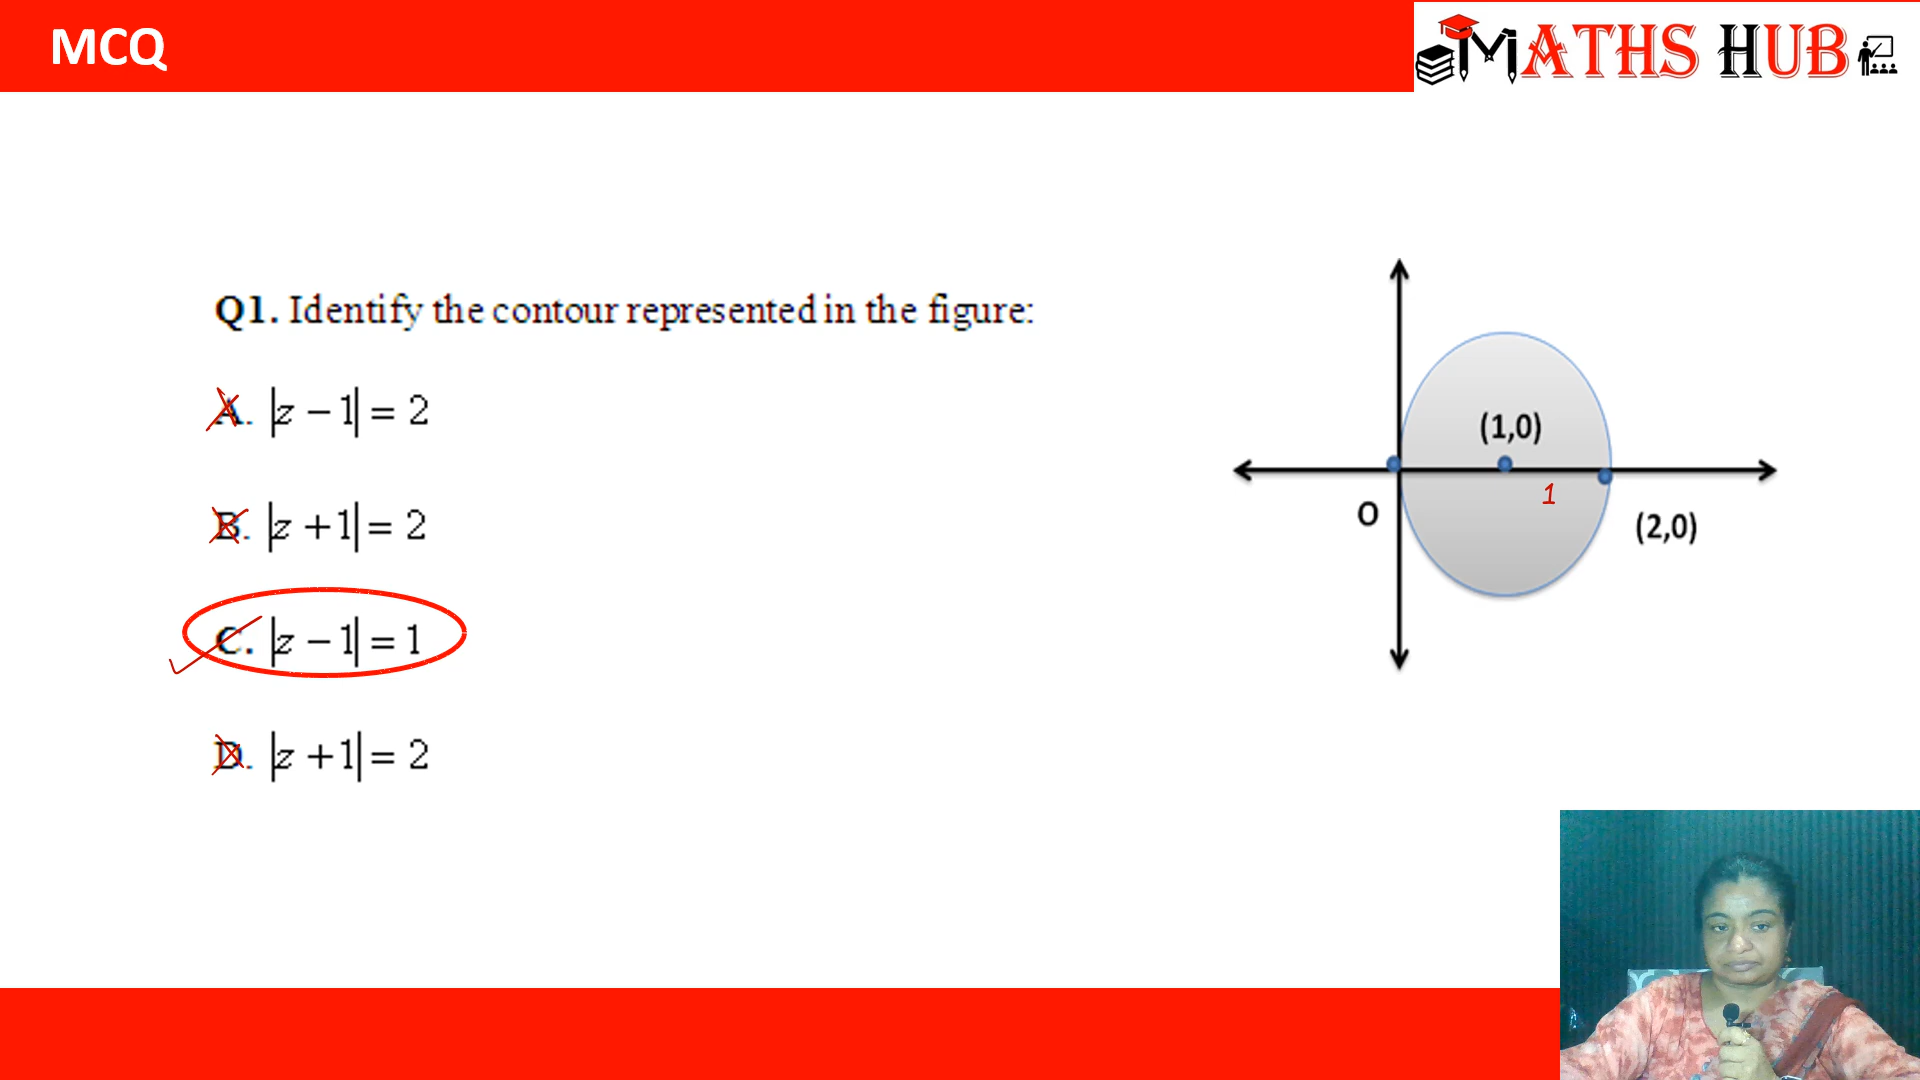 MCQ
MATHS HUB
Q1. Identify the contour represented in the figure:
A. |z − 1| = 2
B. |z + 1| = 2
C. |z − 1| = 1
D. |z + 1| = 2
(1,0)
1
O
(2,0)